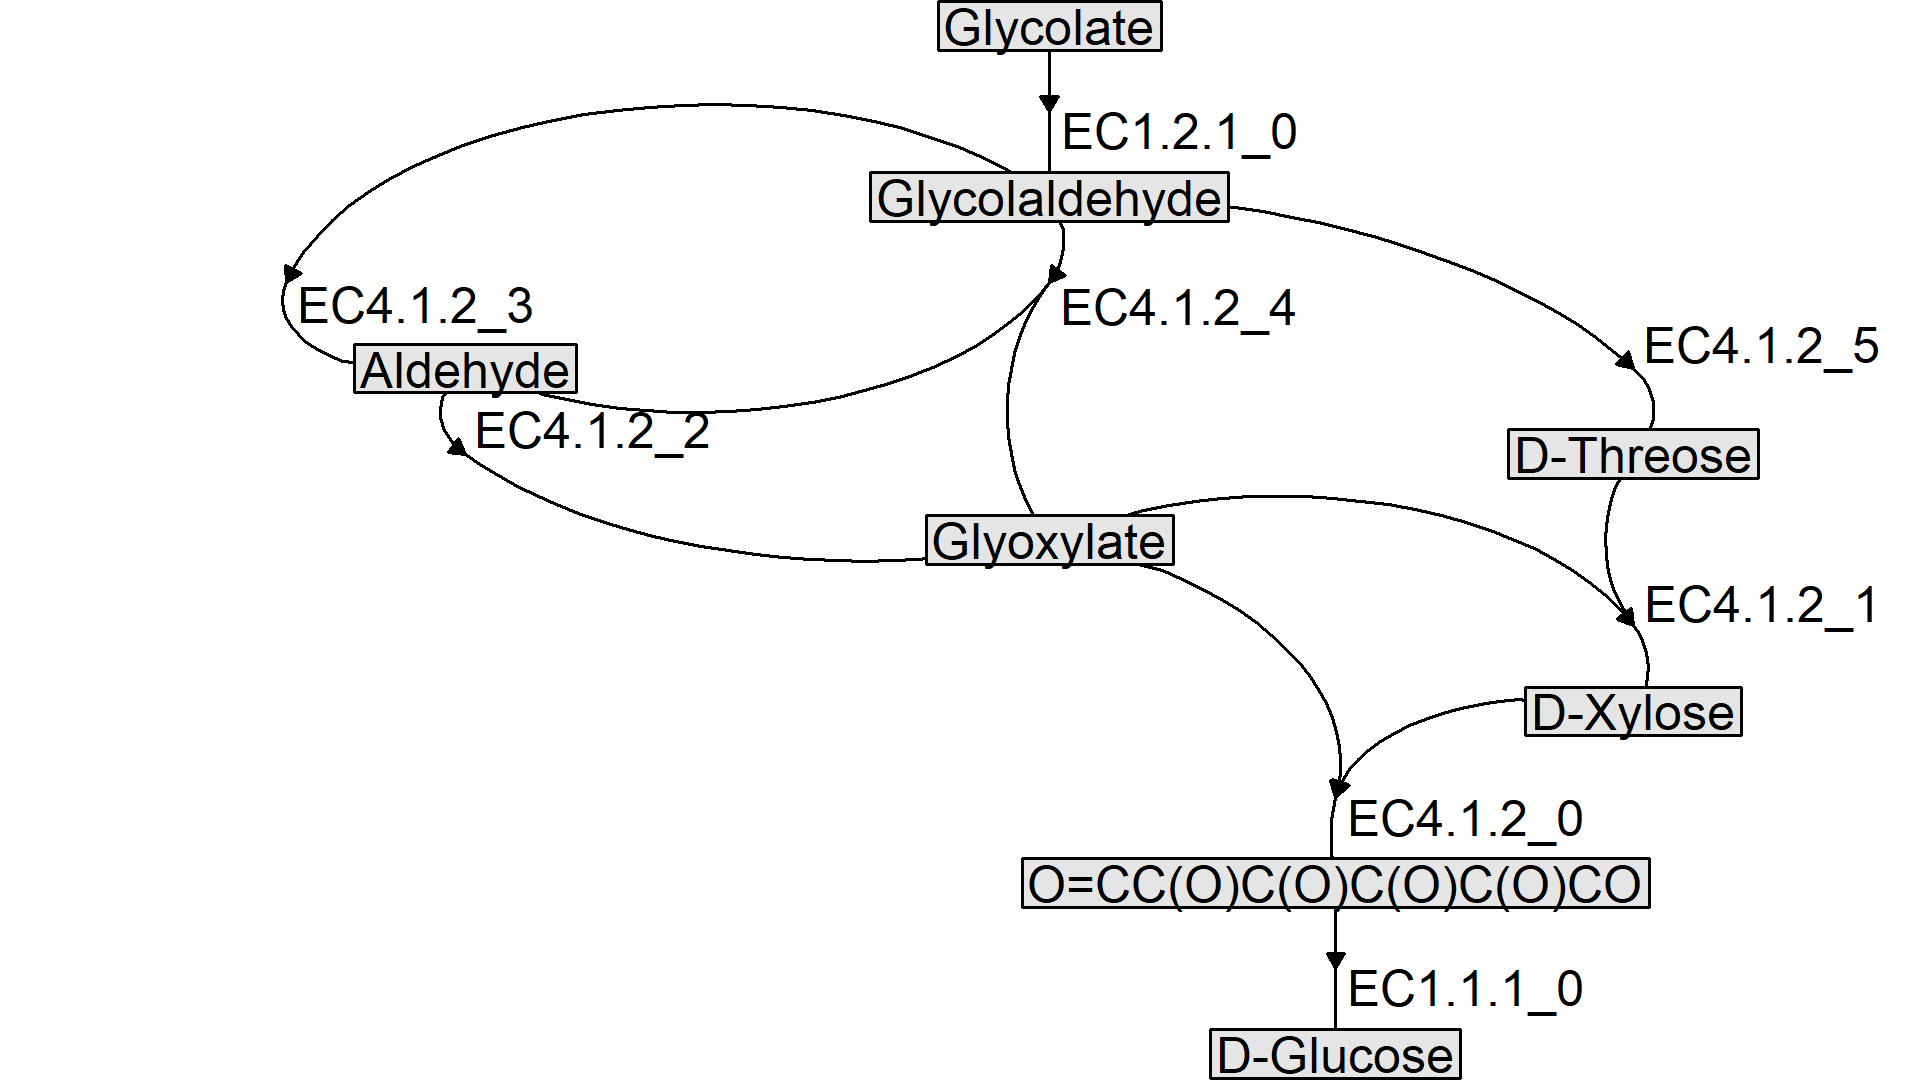 Glycolate
EC1.2.1_0
Glycolaldehyde
EC4.1.2_3
EC4.1.2_4
EC4.1.2_5
Aldehyde
EC4.1.2_2
D-Threose
Glyoxylate
EC4.1.2_1
D-Xylose
EC4.1.2_0
O=CC(O)C(O)C(O)C(O)CO
EC1.1.1_0
D-Glucose